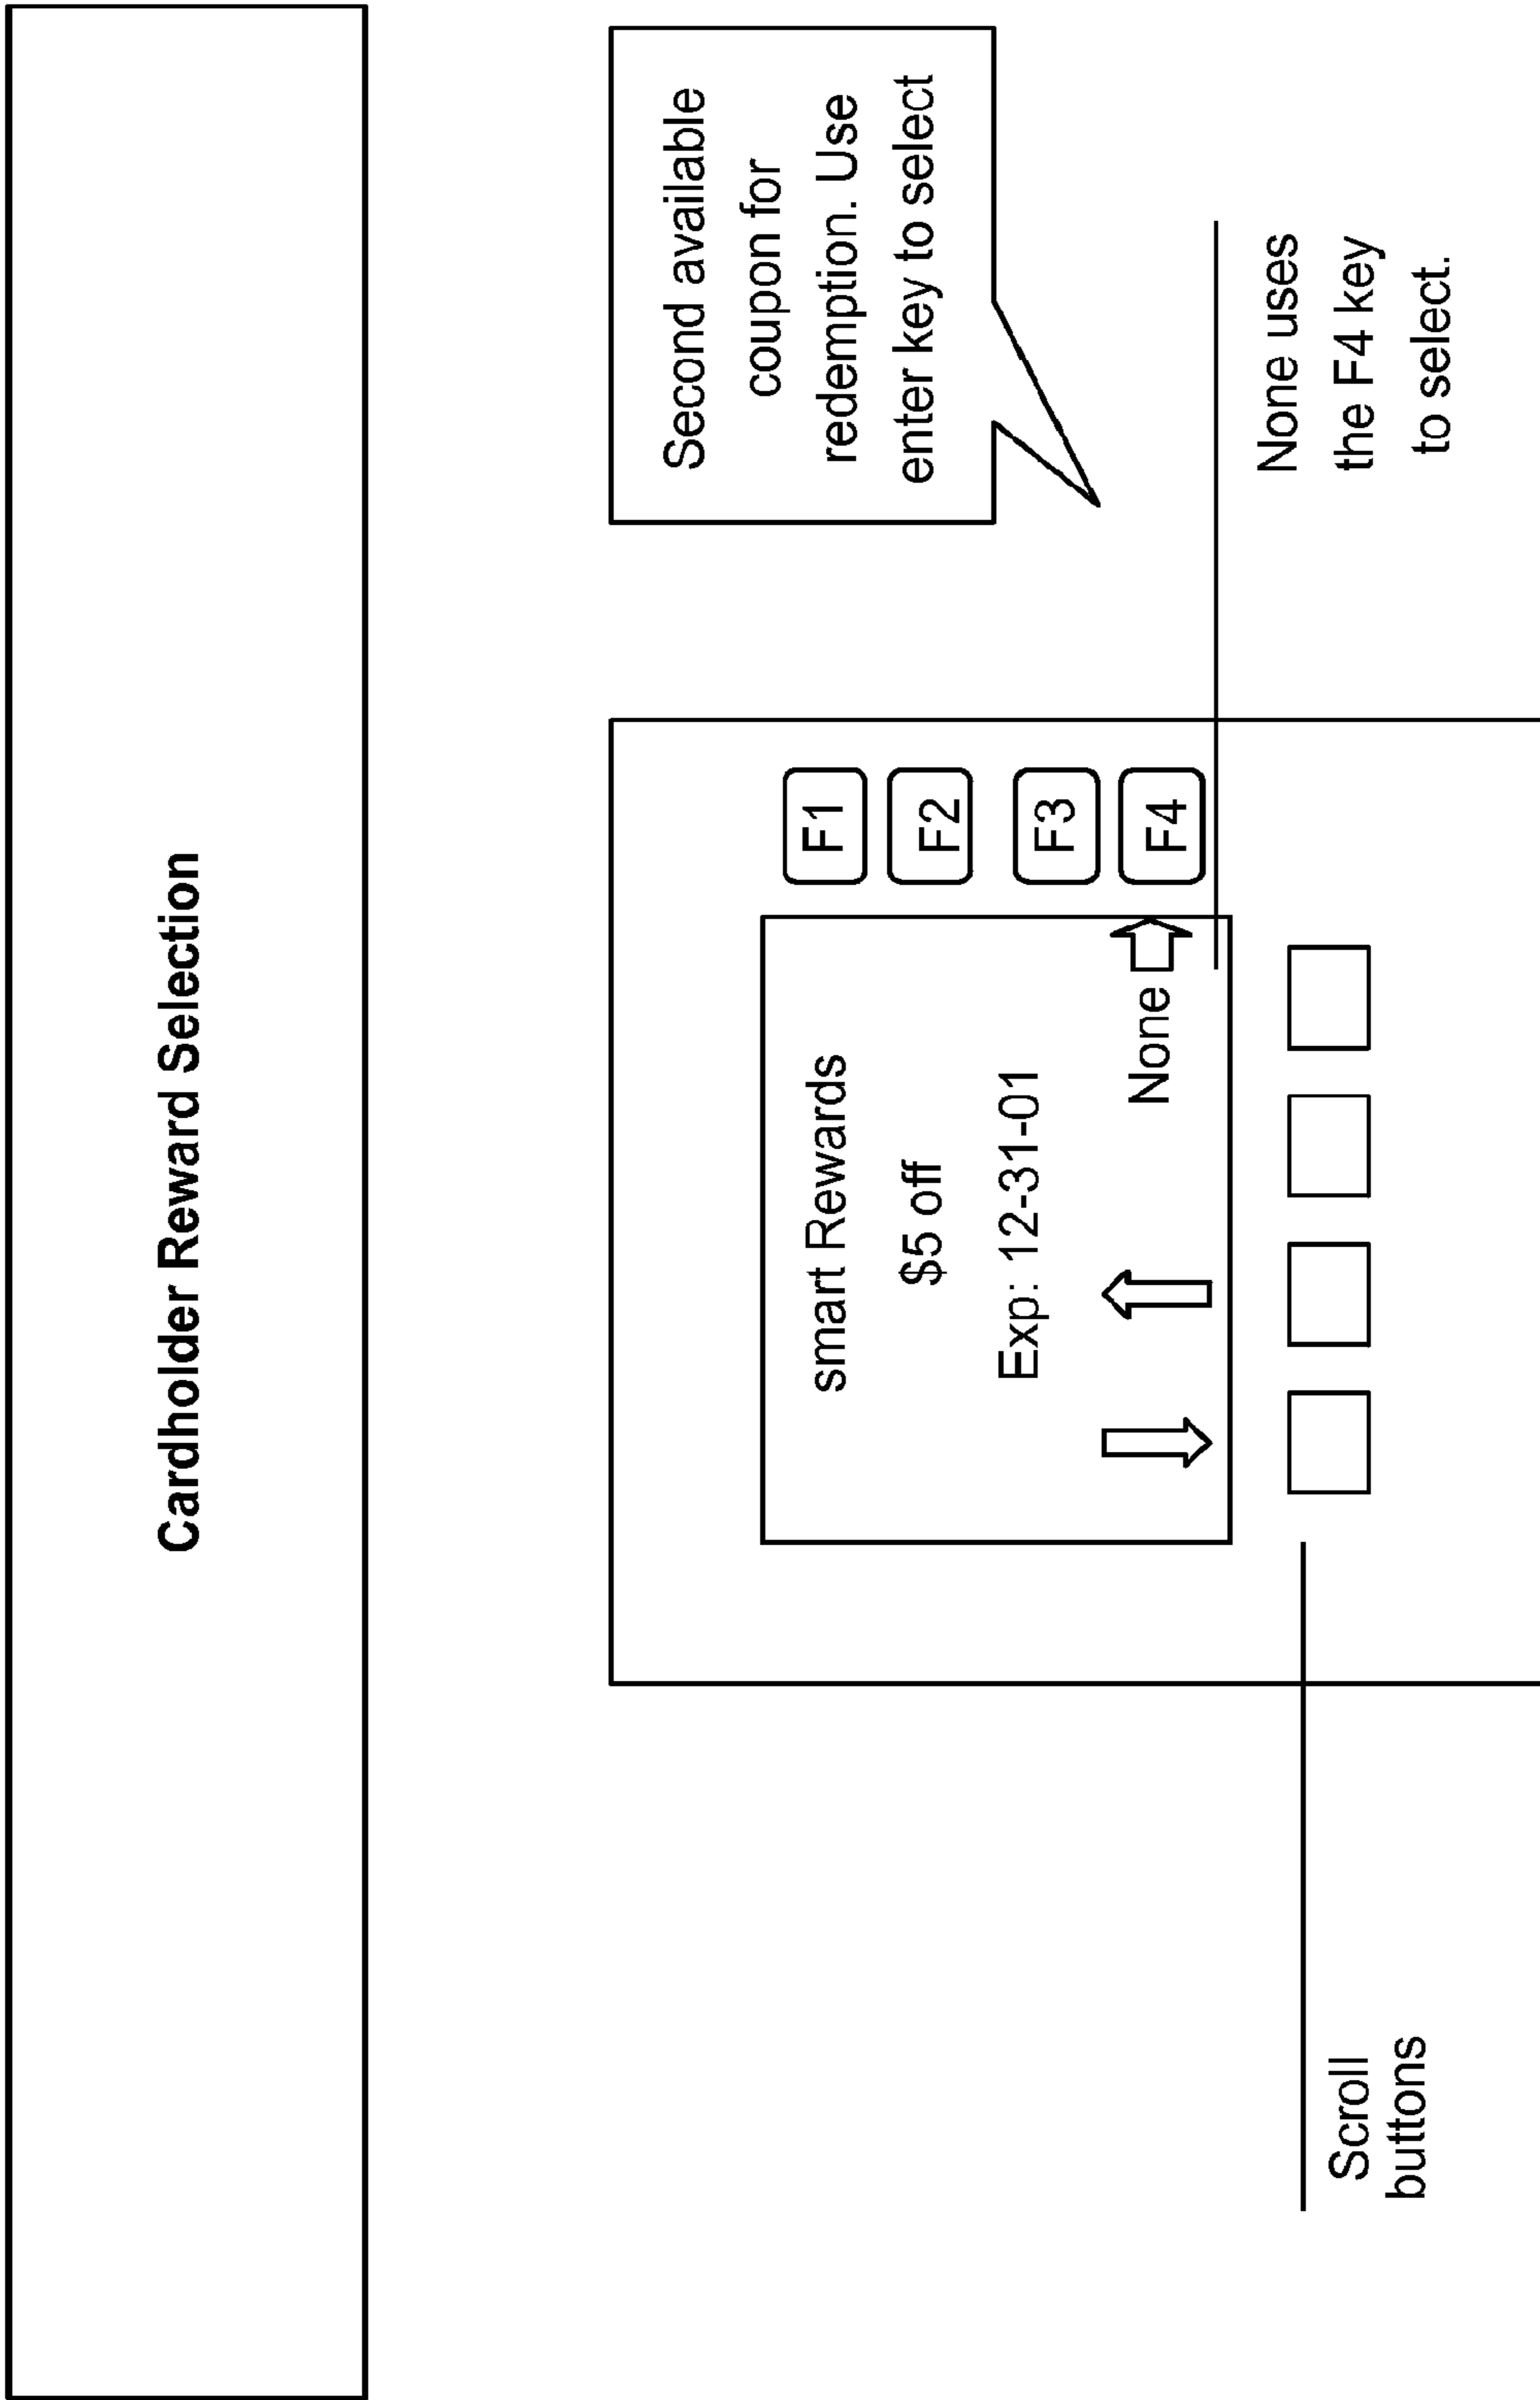 Cardholder Reward Selection
Second available
coupon for
redemption. Use
enter key to select
smart Rewards
$5 off
Exp: 12-31-01
None
F1
F2
F3
F4
None uses
the F4 key
to select.
Scroll
buttons